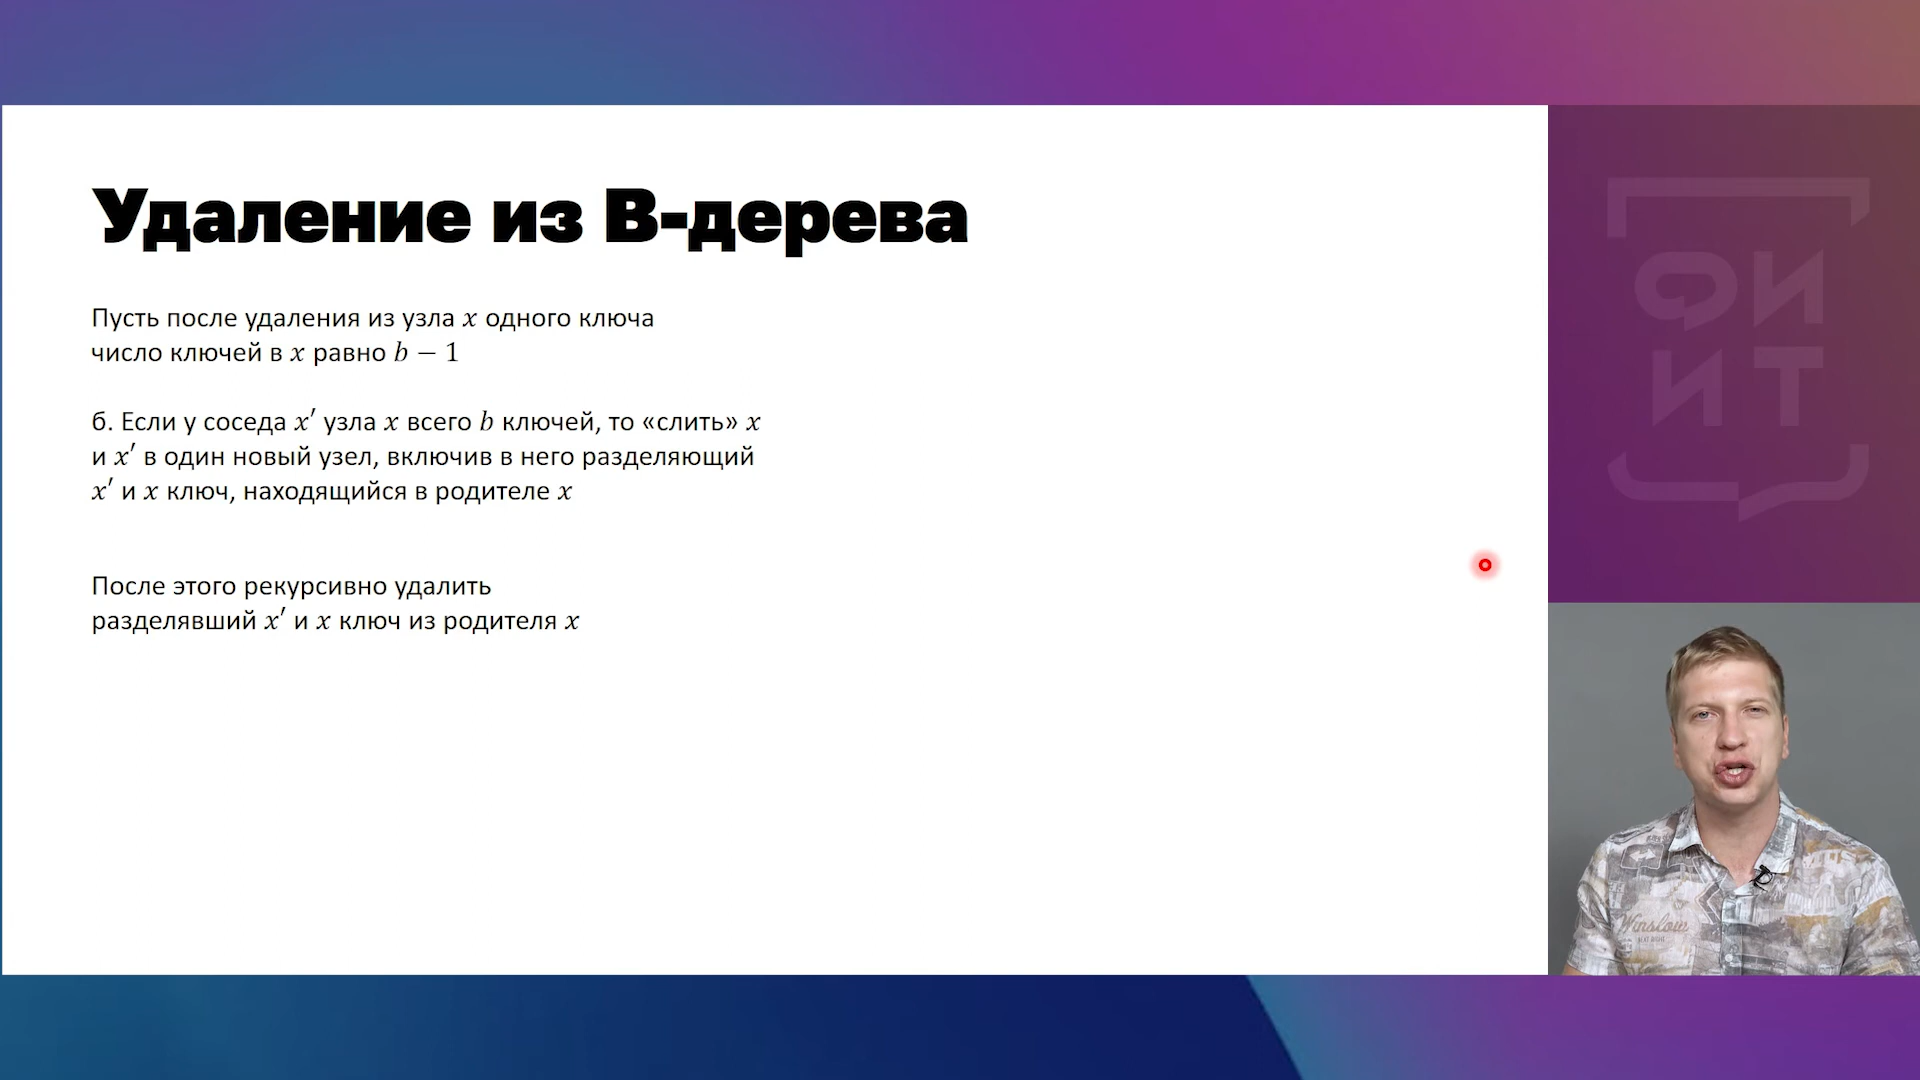 Удаление из B-дерева
Пусть после удаления из узла x одного ключа
число ключей в x равно b − 1
б. Если у соседа x′ узла x всего b ключей, то «слить» x
и x′ в один новый узел, включив в него разделяющий
x′ и x ключ, находящийся в родителе x
После этого рекурсивно удалить
разделявший x′ и x ключ из родителя x
ФИ
ИТ
Winslow